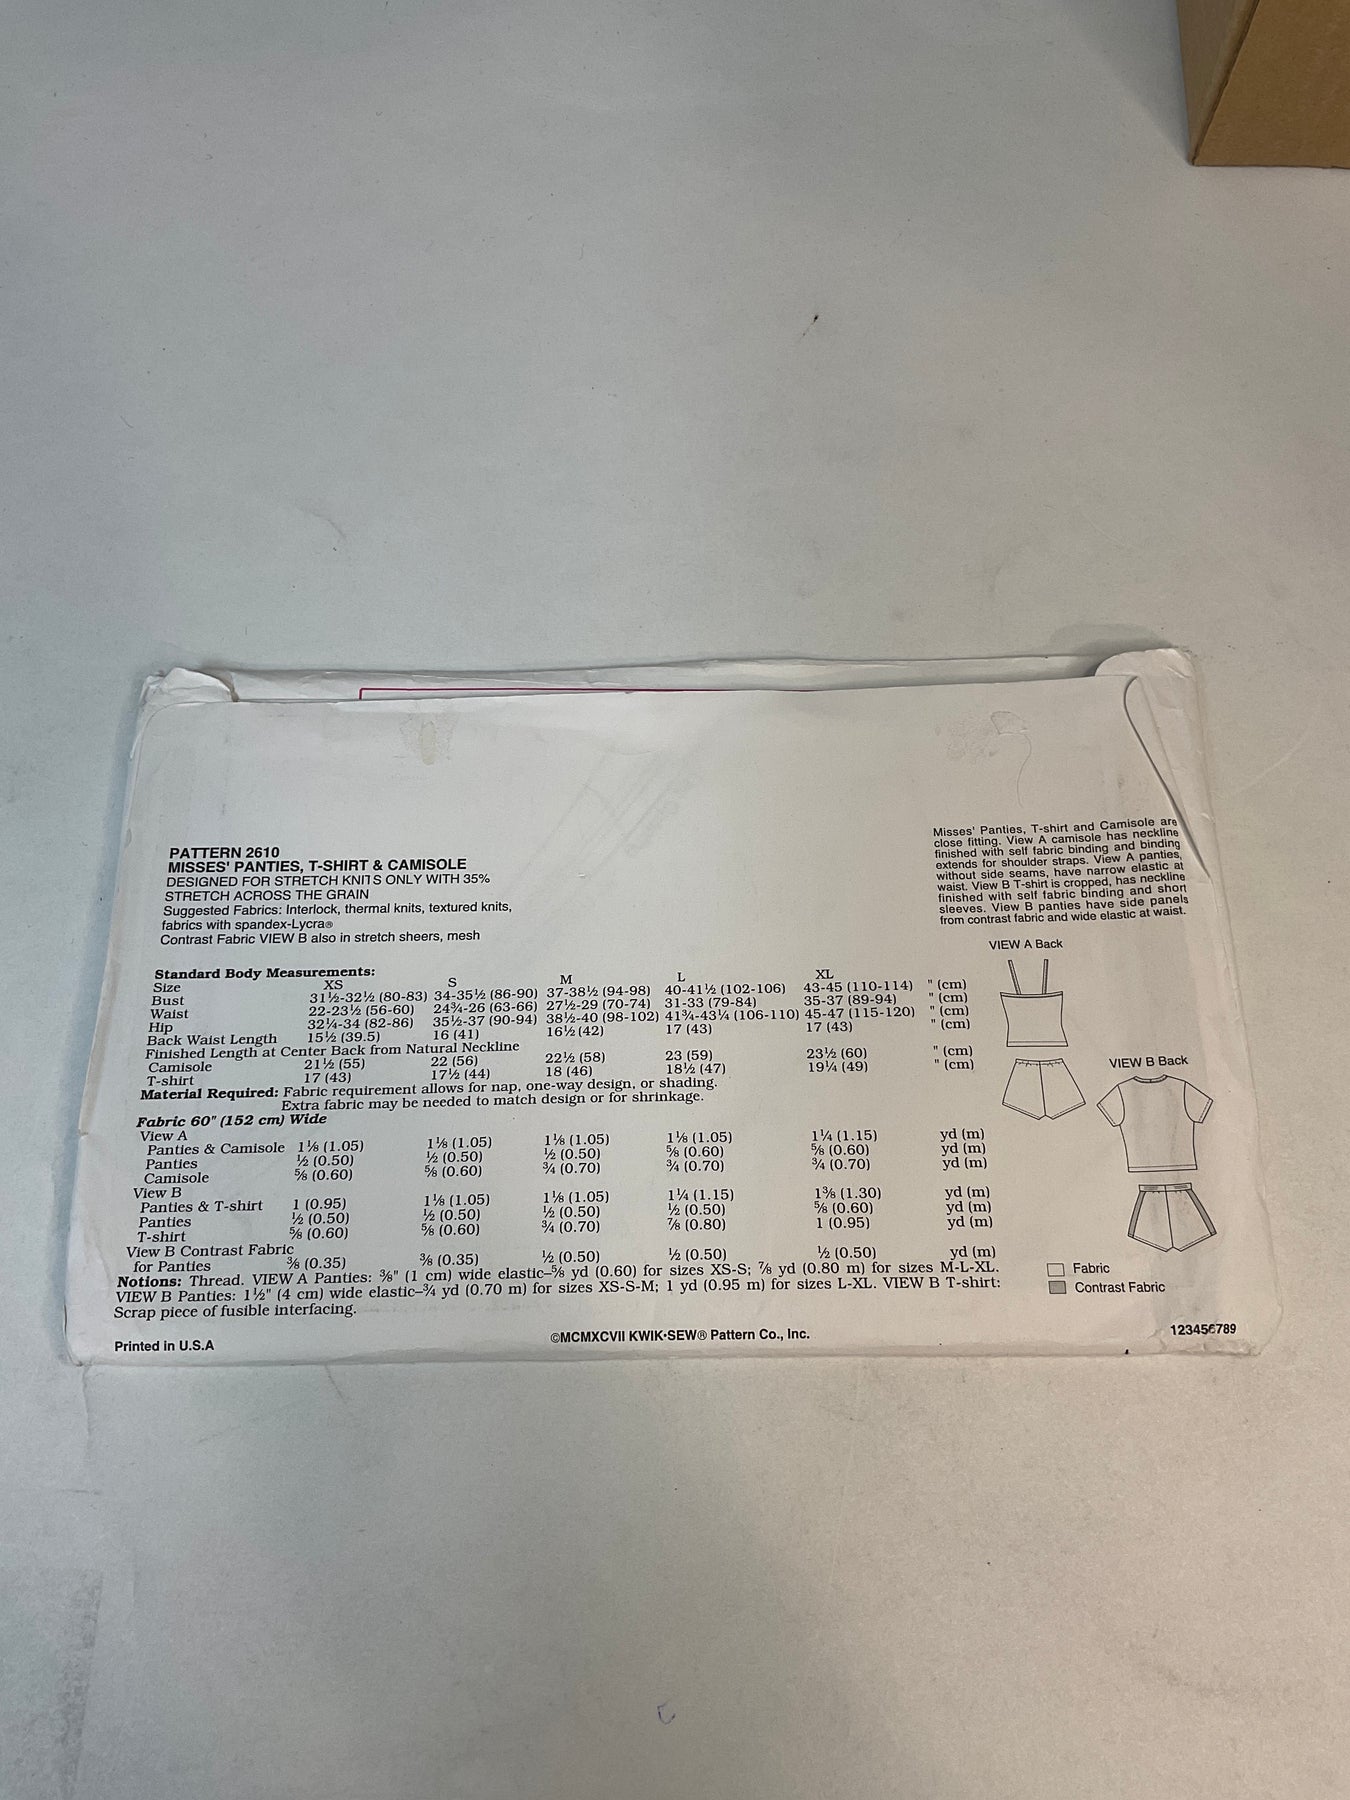 PATTERN 2610
MISSES' PANTIES, T-SHIRT & CAMISOLE
DESIGNED FOR STRETCH KNITS ONLY WITH 35%
STRETCH ACROSS THE GRAIN
Suggested Fabrics: Interlock, thermal knits, textured knits,
fabrics with spandex-Lycra®
Contrast Fabric VIEW B also in stretch sheers, mesh
Misses' Panties, T-shirt and Camisole are
close fitting. View A camisole has neckline
finished with self fabric binding and binding
extends for shoulder straps. View A panties,
without side seams, have narrow elastic at
waist. View B T-shirt is cropped, has neckline
finished with self fabric binding and short
sleeves. View B panties have side panels
from contrast fabric and wide elastic at waist.
Standard Body Measurements:
Size XS S M L XL
Bust 31½-32½ (80-83) 34-35½ (86-90) 37-38½ (94-98) 40-41½ (102-106) 43-45 (110-114) " (cm)
Waist 22-23½ (56-60) 24¾-26 (63-66) 27½-29 (70-74) 31-33 (79-84) 35-37 (89-94) " (cm)
Hip 32¼-34 (82-86) 35½-37 (90-94) 38½-40 (98-102) 41¾-43¼ (106-110) 45-47 (115-120) " (cm)
Back Waist Length 15½ (39.5) 16 (41) 16½ (42) 17 (43) 17 (43) " (cm)
Finished Length at Center Back from Natural Neckline
Camisole 21½ (55) 22 (56) 22½ (58) 23 (59) 23½ (60) " (cm)
T-shirt 17 (43) 17½ (44) 18 (46) 18½ (47) 19¼ (49) " (cm)
Material Required: Fabric requirement allows for nap, one-way design, or shading.
Extra fabric may be needed to match design or for shrinkage.
Fabric 60" (152 cm) Wide
View A
Panties & Camisole 1⅛ (1.05) 1⅛ (1.05) 1⅛ (1.05) 1⅛ (1.05) 1¼ (1.15) yd (m)
Panties ½ (0.50) ½ (0.50) ½ (0.50) ⅝ (0.60) ⅝ (0.60) yd (m)
Camisole ⅝ (0.60) ⅝ (0.60) ¾ (0.70) ¾ (0.70) ¾ (0.70) yd (m)
View B
Panties & T-shirt 1 (0.95) 1⅛ (1.05) 1⅛ (1.05) 1¼ (1.15) 1⅜ (1.30) yd (m)
Panties ½ (0.50) ½ (0.50) ½ (0.50) ½ (0.50) ⅝ (0.60) yd (m)
T-shirt ⅝ (0.60) ⅝ (0.60) ¾ (0.70) ⅞ (0.80) 1 (0.95) yd (m)
View B Contrast Fabric
for Panties ⅜ (0.35) ⅜ (0.35) ½ (0.50) ½ (0.50) ½ (0.50) yd (m)
Notions: Thread. VIEW A Panties: ⅜" (1 cm) wide elastic–⅝ yd (0.60) for sizes XS-S; ⅞ yd (0.80 m) for sizes M-L-XL.
VIEW B Panties: 1½" (4 cm) wide elastic–¾ yd (0.70 m) for sizes XS-S-M; 1 yd (0.95 m) for sizes L-XL. VIEW B T-shirt:
Scrap piece of fusible interfacing.
VIEW A Back
VIEW B Back
Fabric
Contrast Fabric
Printed in U.S.A
©MCMXCVII KWIK•SEW® Pattern Co., Inc.
123456789